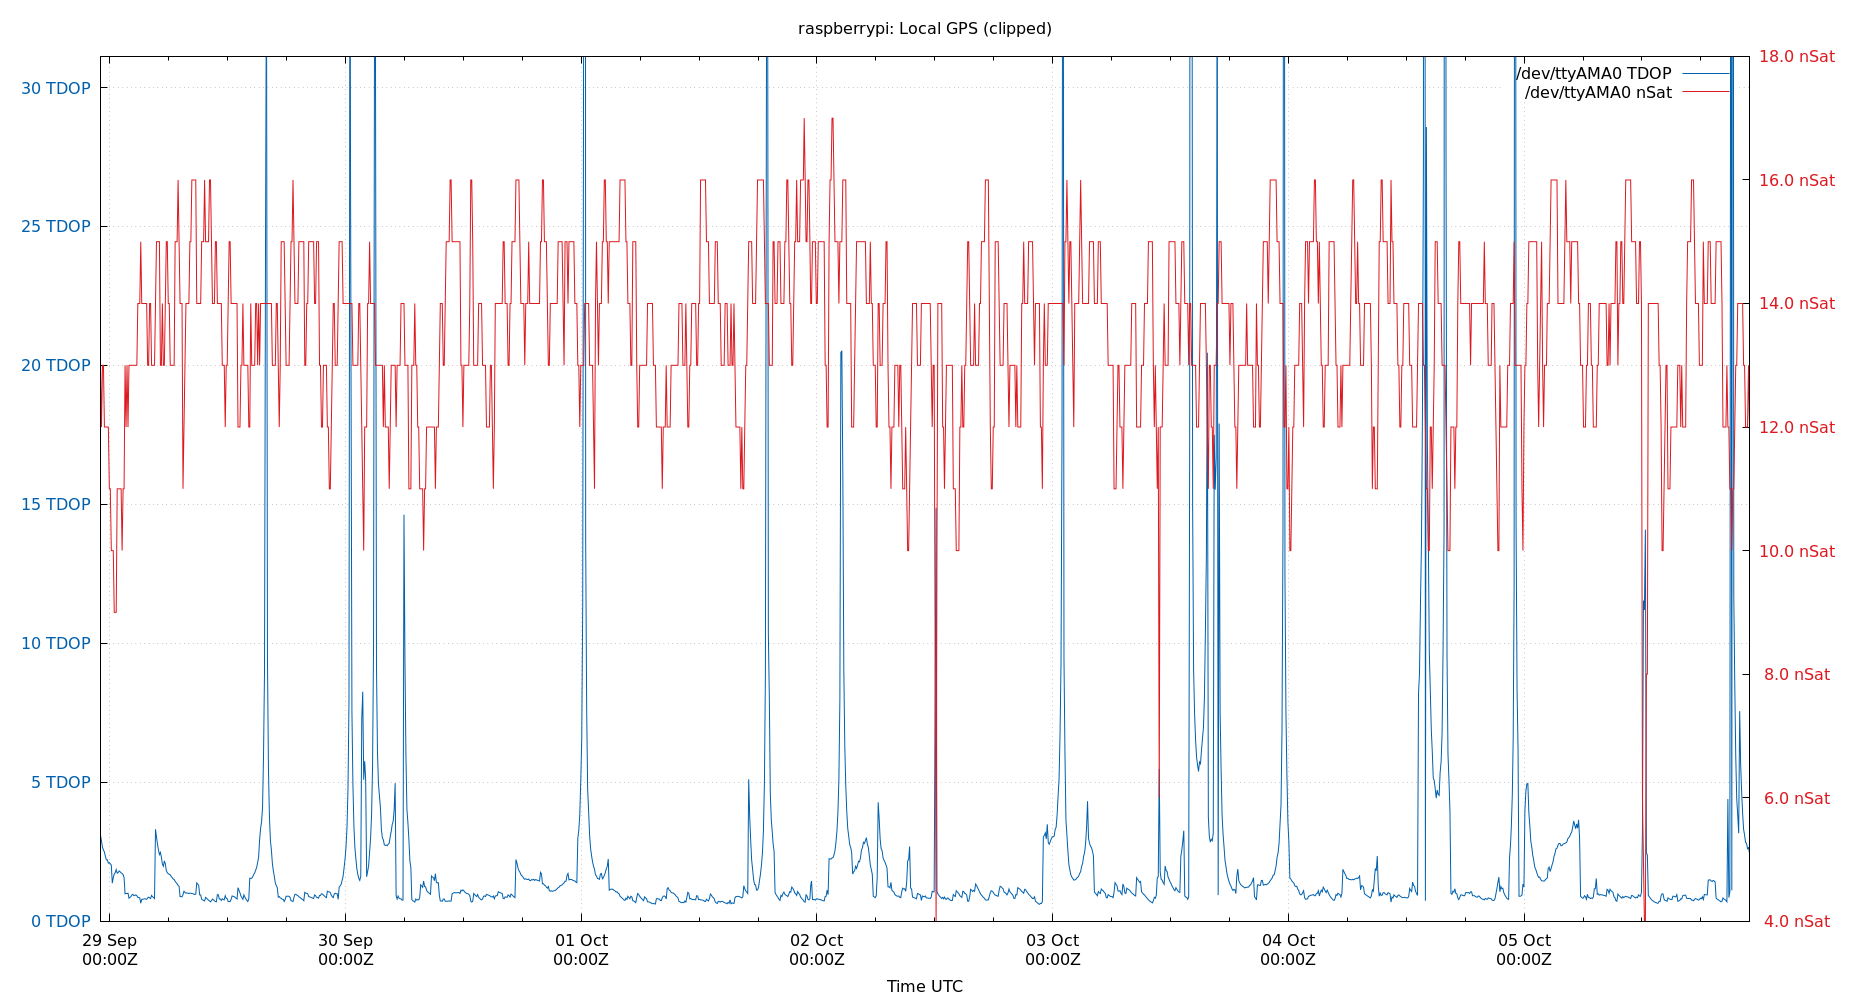 raspberrypi: Local GPS (clipped)
/dev/ttyAMA0 TDOP
/dev/ttyAMA0 nSat
30 TDOP
25 TDOP
20 TDOP
15 TDOP
10 TDOP
5 TDOP
0 TDOP
18.0 nSat
16.0 nSat
14.0 nSat
12.0 nSat
10.0 nSat
8.0 nSat
6.0 nSat
4.0 nSat
29 Sep
00:00Z
30 Sep
00:00Z
01 Oct
00:00Z
02 Oct
00:00Z
03 Oct
00:00Z
04 Oct
00:00Z
05 Oct
00:00Z
Time UTC